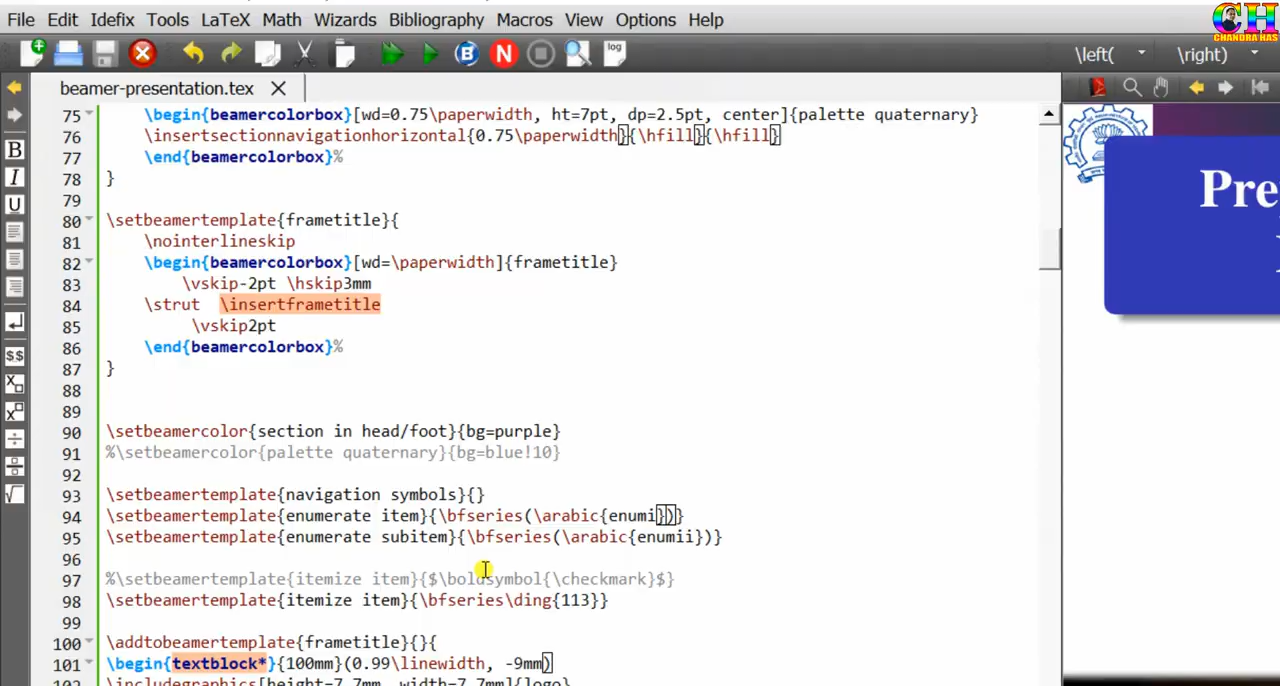 File Edit Idefix Tools LaTeX Math Wizards Bibliography Macros View Options Help
CH
CHANDRA HAS
B N log \left( \right)
beamer-presentation.tex
75 \begin{beamercolorbox}[wd=0.75\paperwidth, ht=7pt, dp=2.5pt, center]{palette quaternary}
76 \insertsectionnavigationhorizontal{0.75\paperwidth}{\hfill}{\hfill}
77 \end{beamercolorbox}%
78 }
79
80 \setbeamertemplate{frametitle}{
81 \nointerlineskip
82 \begin{beamercolorbox}[wd=\paperwidth]{frametitle}
83 \vskip-2pt \hskip3mm
84 \strut \insertframetitle
85 \vskip2pt
86 \end{beamercolorbox}%
87 }
88
89
90 \setbeamercolor{section in head/foot}{bg=purple}
91 %\setbeamercolor{palette quaternary}{bg=blue!10}
92
93 \setbeamertemplate{navigation symbols}{}
94 \setbeamertemplate{enumerate item}{\bfseries(\arabic{enumi})}
95 \setbeamertemplate{enumerate subitem}{\bfseries(\arabic{enumii})}
96
97 %\setbeamertemplate{itemize item}{$\boldsymbol{\checkmark}$}
98 \setbeamertemplate{itemize item}{\bfseries\ding{113}}
99
100 \addtobeamertemplate{frametitle}{}{
101 \begin{textblock*}{100mm}(0.99\linewidth, -9mm)
102 \includegraphics[height=7.7mm, width=7.7mm]{logo}
B
I
U
$$
Pre